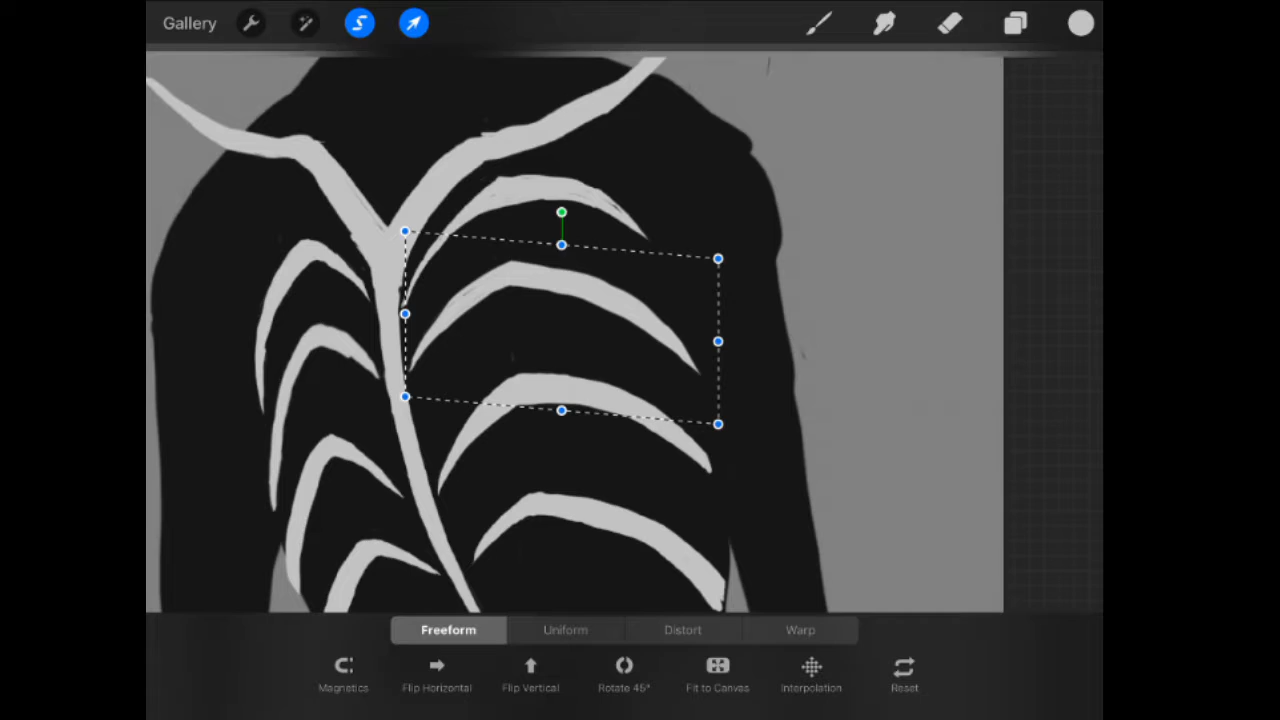 Gallery
Freeform Uniform Distort Warp
Magnetics Flip Horizontal Flip Vertical Rotate 45° Fit to Canvas Interpolation Reset